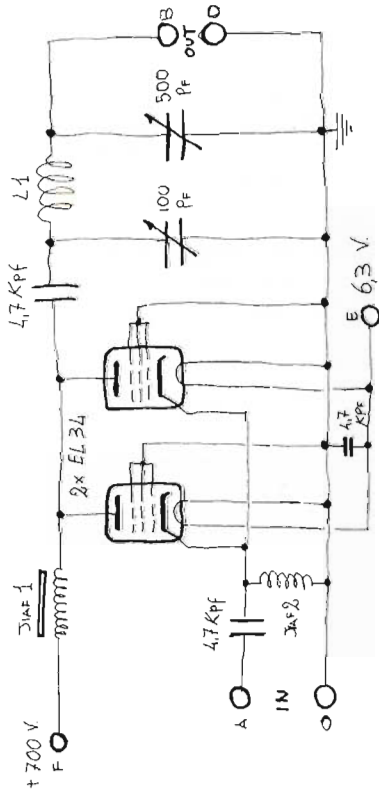 + 700 V.
F
JAF 1
2x EL34
4,7 KPF
L1
100
PF
500
PF
B
OUT
O
A
IN
O
4,7 KPF
JAF 2
4,7
KPF
E 6,3 V.